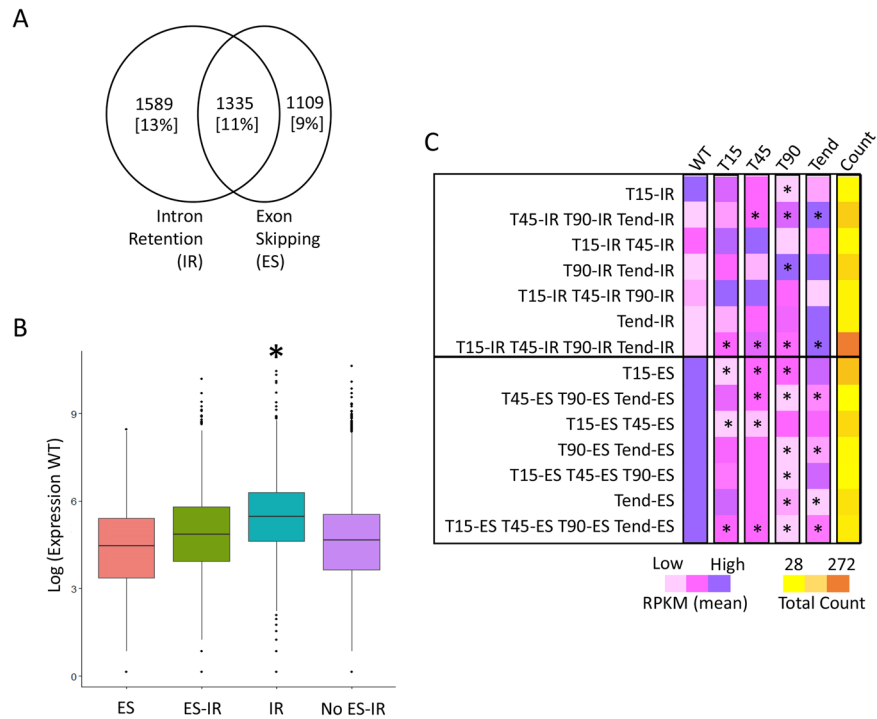 A
1589
[13%]
1335
[11%]
1109
[9%]
Intron
Retention
(IR)
Exon
Skipping
(ES)
B
*
Log (Expression WT)
9
6
3
0
ES
ES-IR
IR
No ES-IR
C
WT
T15
T45
T90
Tend
Count
T15-IR *
T45-IR T90-IR Tend-IR * * *
T15-IR T45-IR
T90-IR Tend-IR *
T15-IR T45-IR T90-IR
Tend-IR
T15-IR T45-IR T90-IR Tend-IR * * * *
T15-ES * * *
T45-ES T90-ES Tend-ES * * *
T15-ES T45-ES * *
T90-ES Tend-ES * *
T15-ES T45-ES T90-ES *
Tend-ES * *
T15-ES T45-ES T90-ES Tend-ES * * * *
Low High
RPKM (mean)
28 272
Total Count